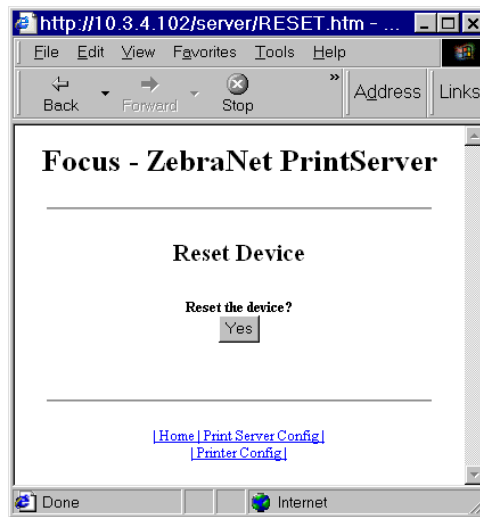 http://10.3.4.102/server/RESET.htm - ...
File Edit View Favorites Tools Help
Back Forward Stop » Address Links
Focus - ZebraNet PrintServer
Reset Device
Reset the device?
Yes
| Home | Print Server Config |
| Printer Config |
Done Internet